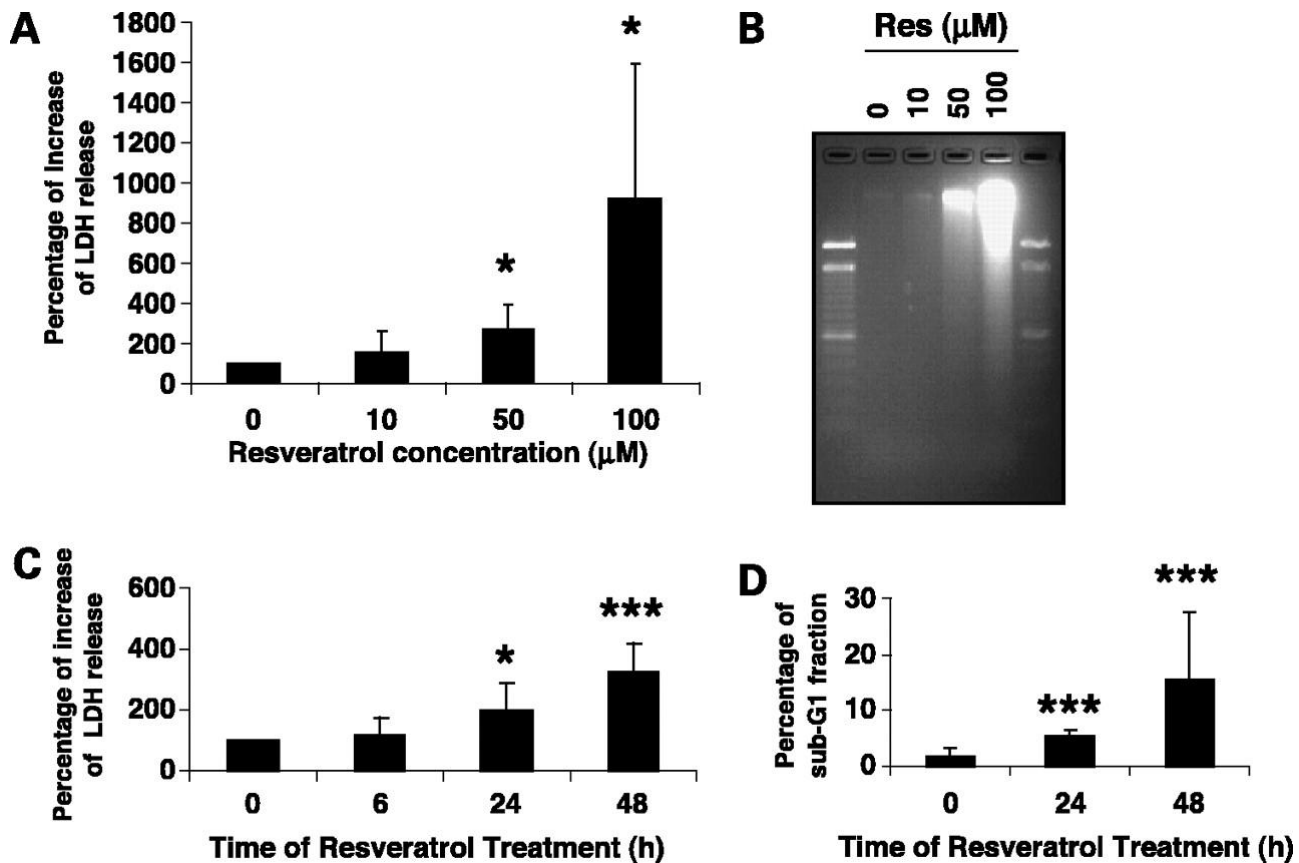 A
Percentage of Increase
of LDH release
1800
1600
1400
1200
1000
800
600
400
200
0
*
*
0 10 50 100
Resveratrol concentration (μM)
B
Res (μM)
0 10 50 100
C
Percentage of increase
of LDH release
600
400
200
0
*
***
0 6 24 48
Time of Resveratrol Treatment (h)
D
Percentage of
sub-G1 fraction
30
20
10
0
***
***
0 24 48
Time of Resveratrol Treatment (h)